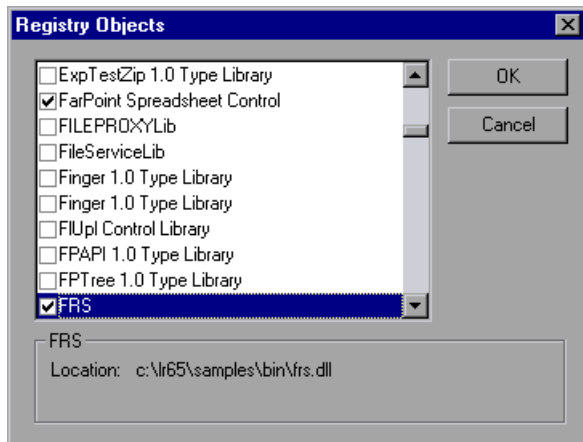 Registry Objects
ExpTestZip 1.0 Type Library
FarPoint Spreadsheet Control
FILEPROXYLib
FileServiceLib
Finger 1.0 Type Library
Finger 1.0 Type Library
FlUpl Control Library
FPAPI 1.0 Type Library
FPTree 1.0 Type Library
FRS
OK
Cancel
FRS
Location: c:\lr65\samples\bin\frs.dll